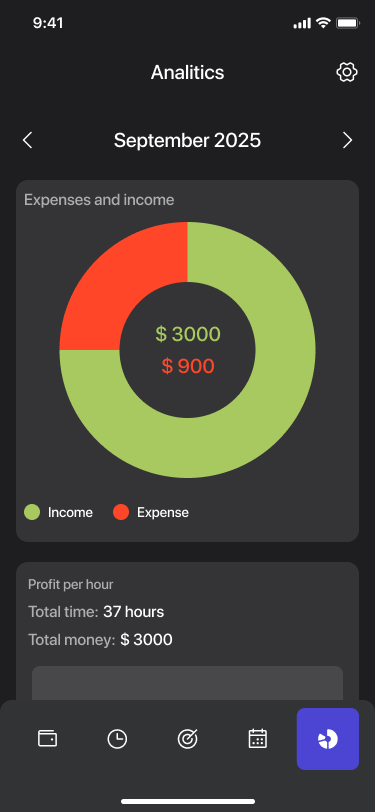 9:41
Analitics
September 2025
Expenses and income
$ 3000
$ 900
Income
Expense
Profit per hour
Total time: 37 hours
Total money: $ 3000